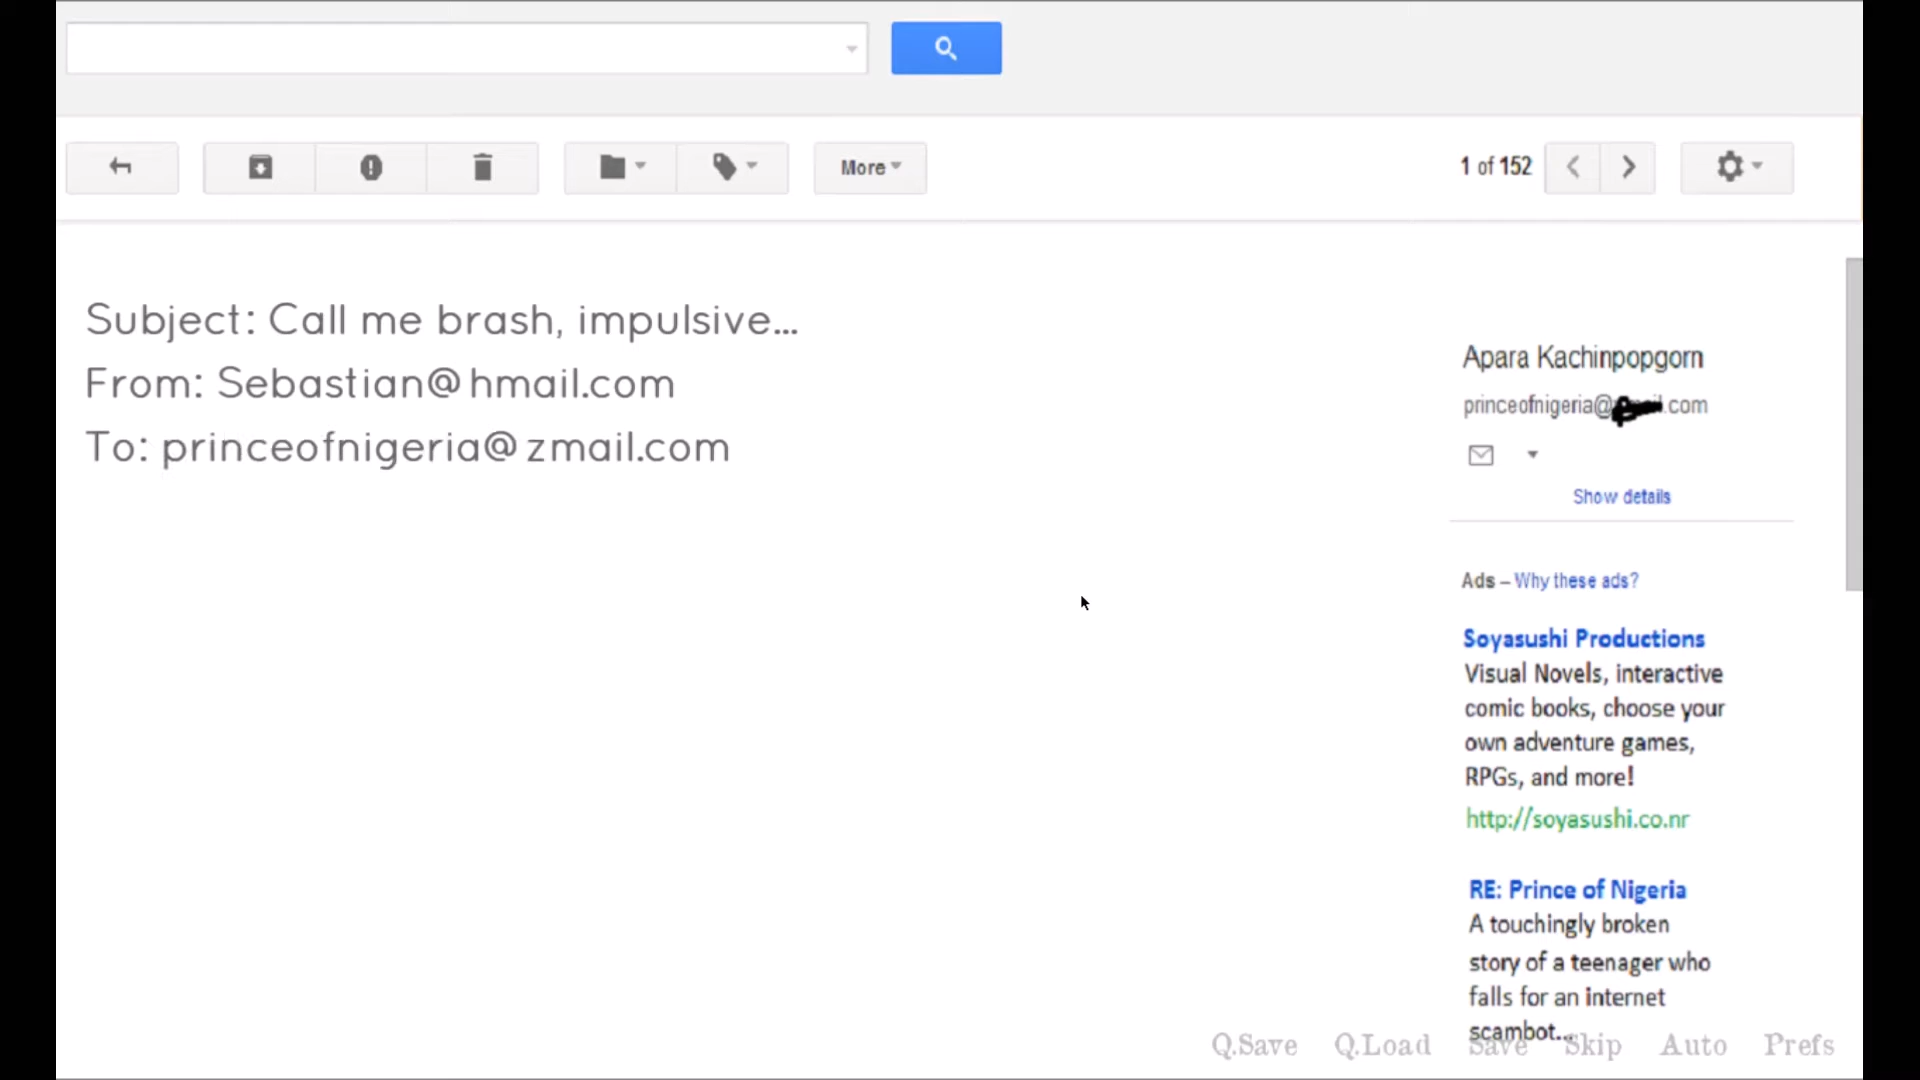 More
1 of 152
Subject: Call me brash, impulsive...
From: Sebastian@hmail.com
To: princeofnigeria@zmail.com
Apara Kachinpopgorn
princeofnigeria@ .com
Show details
Ads – Why these ads?
Soyasushi Productions
Visual Novels, interactive
comic books, choose your
own adventure games,
RPGs, and more!
http://soyasushi.co.nr
RE: Prince of Nigeria
A touchingly broken
story of a teenager who
falls for an internet
scambot...
Q.Save Q.Load Save Skip Auto Prefs